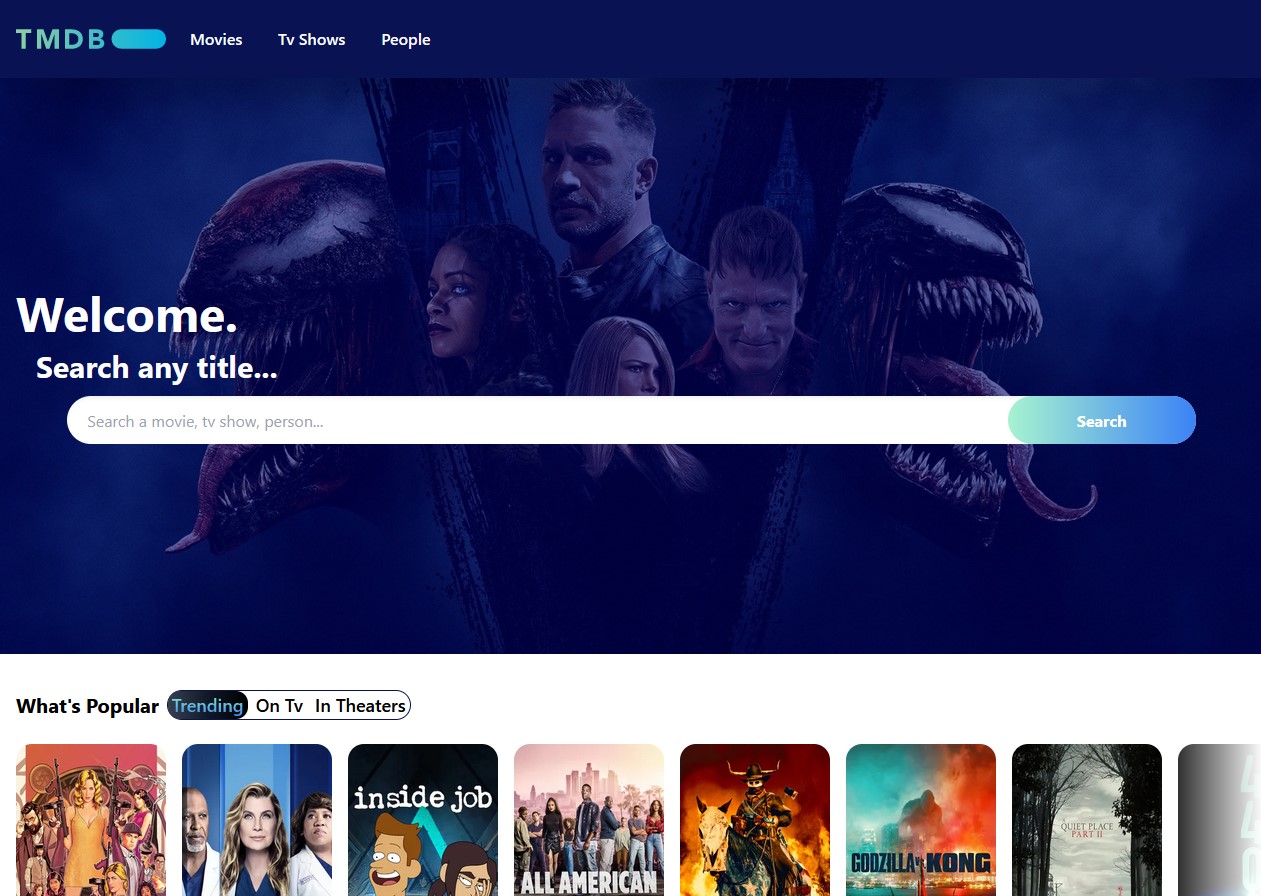 TMDB Movies Tv Shows People
Welcome.
Search any title...
Search a movie, tv show, person... Search
What's Popular Trending On Tv In Theaters
inside job
ALL AMERICAN
GODZILLA v. KONG
QUIET PLACE
PART II